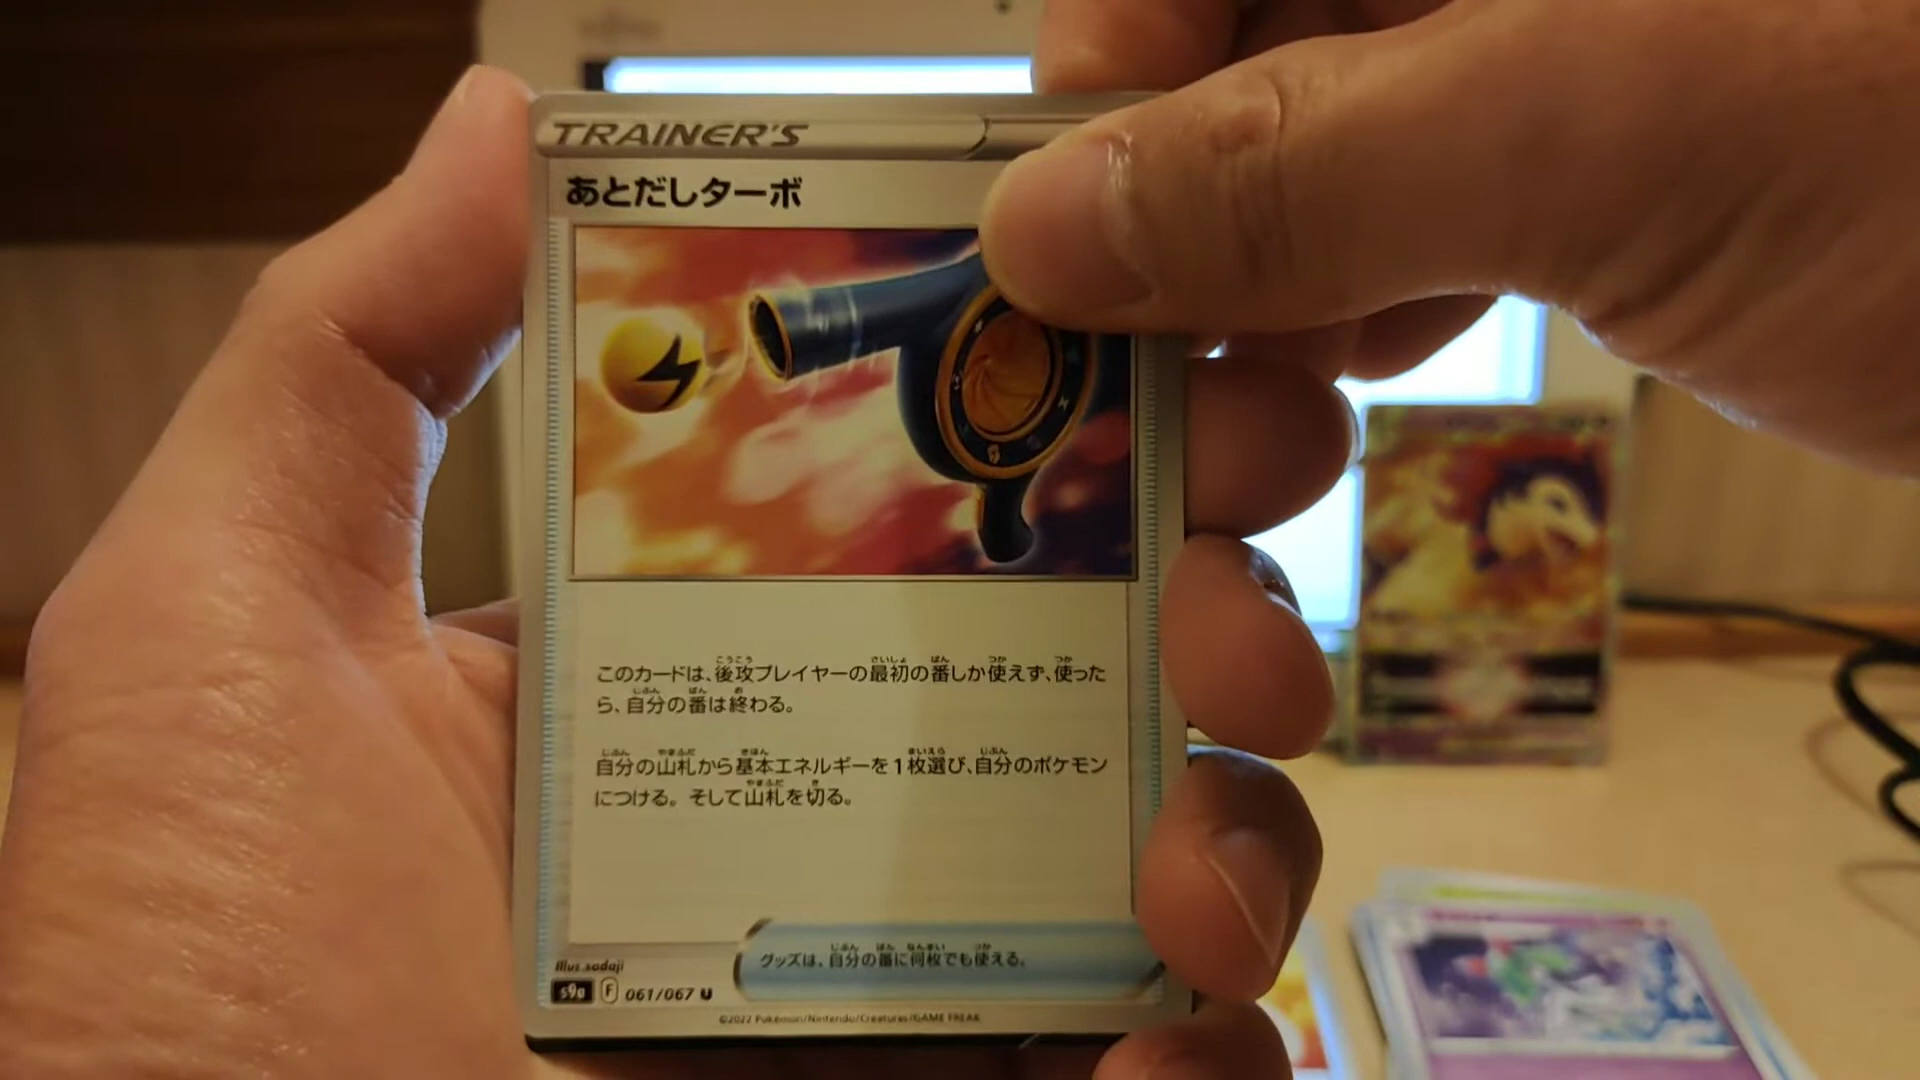 TRAINER'S
あとだしターボ
このカードは、後攻プレイヤーの最初の番しか使えず、使った
ら、自分の番は終わる。
自分の山札から基本エネルギーを1枚選び、自分のポケモン
につける。そして山札を切る。
グッズは、自分の番に何枚でも使える。
Illus.sadaji
s9a F 061/067 U
©2022 Pokémon/Nintendo/Creatures/GAME FREAK